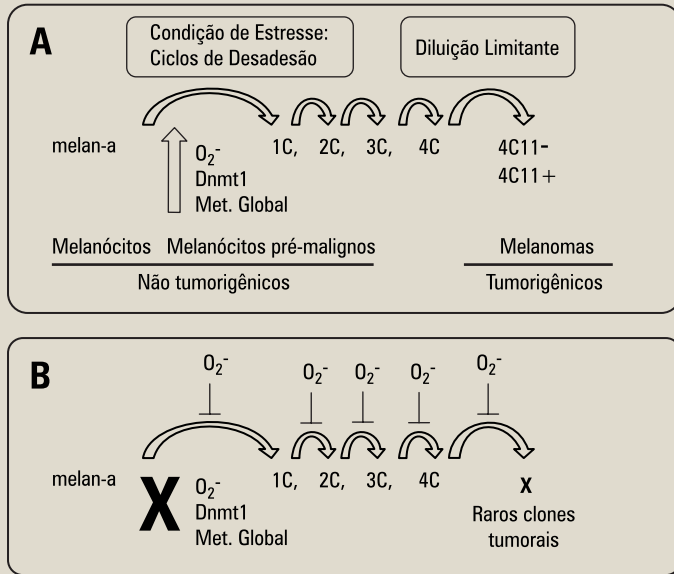 A
Condição de Estresse:
Ciclos de Desadesão
Diluição Limitante
melan-a
O₂⁻
Dnmt1
Met. Global
1C, 2C, 3C, 4C
4C11-
4C11+
Melanócitos Melanócitos pré-malignos
Não tumorigênicos
Melanomas
Tumorigênicos
B
O₂⁻ O₂⁻ O₂⁻ O₂⁻ O₂⁻
melan-a
X
O₂⁻
Dnmt1
Met. Global
1C, 2C, 3C, 4C
X
Raros clones
tumorais